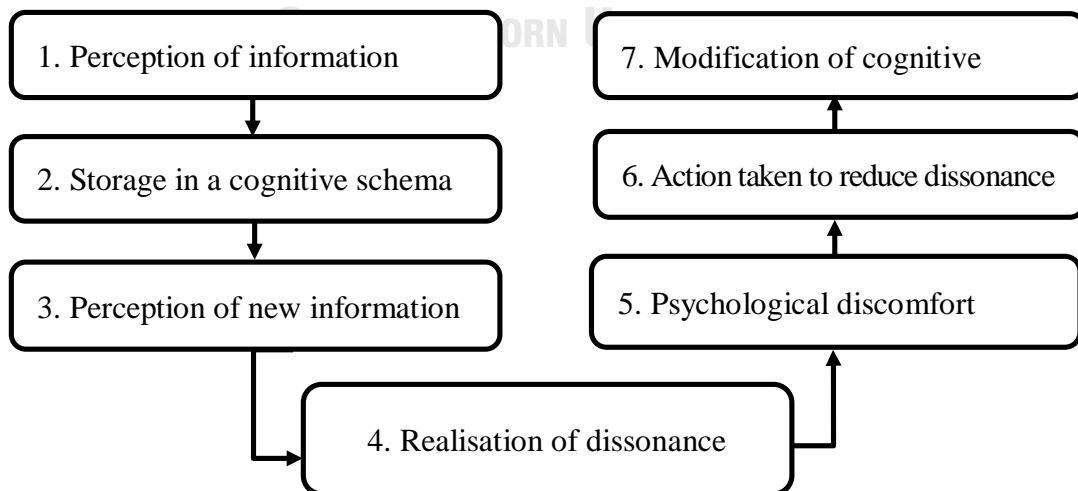 1. Perception of information
2. Storage in a cognitive schema
3. Perception of new information
4. Realisation of dissonance
5. Psychological discomfort
6. Action taken to reduce dissonance
7. Modification of cognitive